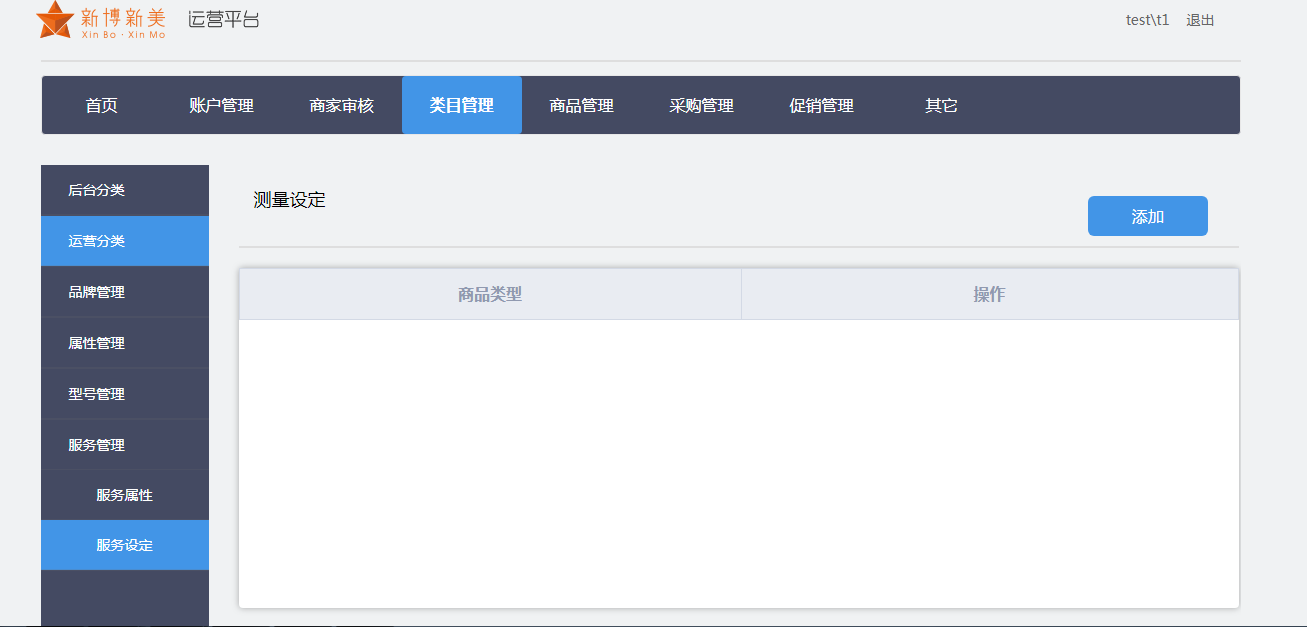 新博新美 运营平台 test\t1 退出
Xin Bo · Xin Mo
首页 账户管理 商家审核 类目管理 商品管理 采购管理 促销管理 其它
后台分类
运营分类
品牌管理
属性管理
型号管理
服务管理
服务属性
服务设定
测量设定
添加
商品类型 操作